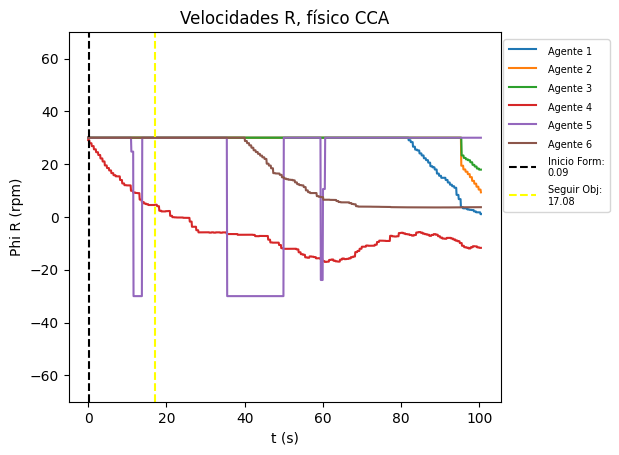 Velocidades R, físico CCA
Phi R (rpm)
60
40
20
0
−20
−40
−60
0
20
40
60
80
100
t (s)
Agente 1
Agente 2
Agente 3
Agente 4
Agente 5
Agente 6
Inicio Form:
0.09
Seguir Obj:
17.08